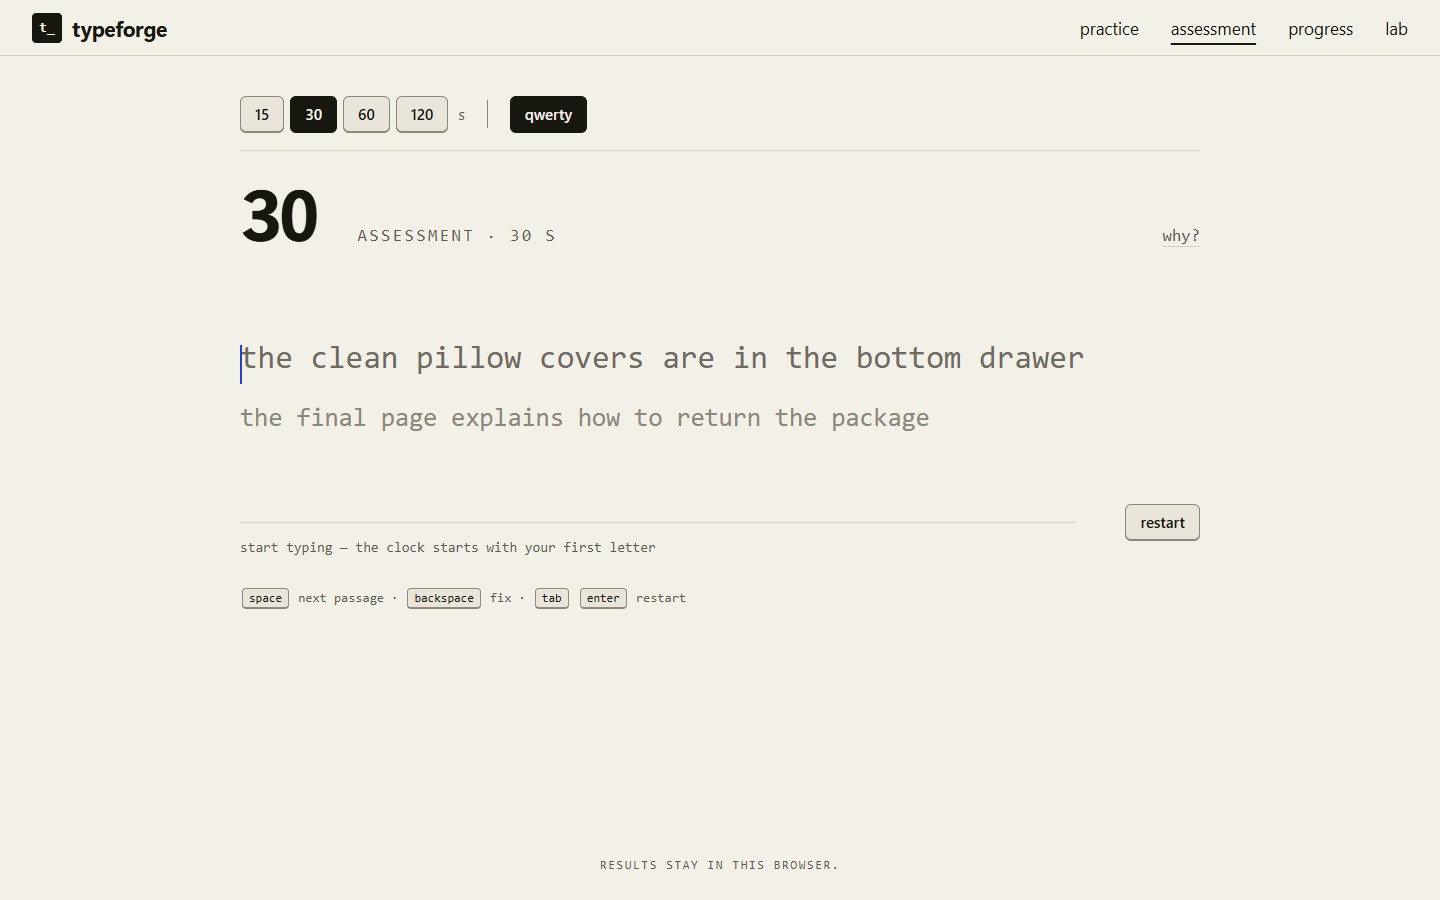 t_ typeforge practice assessment progress lab
15 30 60 120 s qwerty
30 ASSESSMENT · 30 S why?
the clean pillow covers are in the bottom drawer
the final page explains how to return the package
restart
start typing — the clock starts with your first letter
space next passage · backspace fix · tab enter restart
RESULTS STAY IN THIS BROWSER.